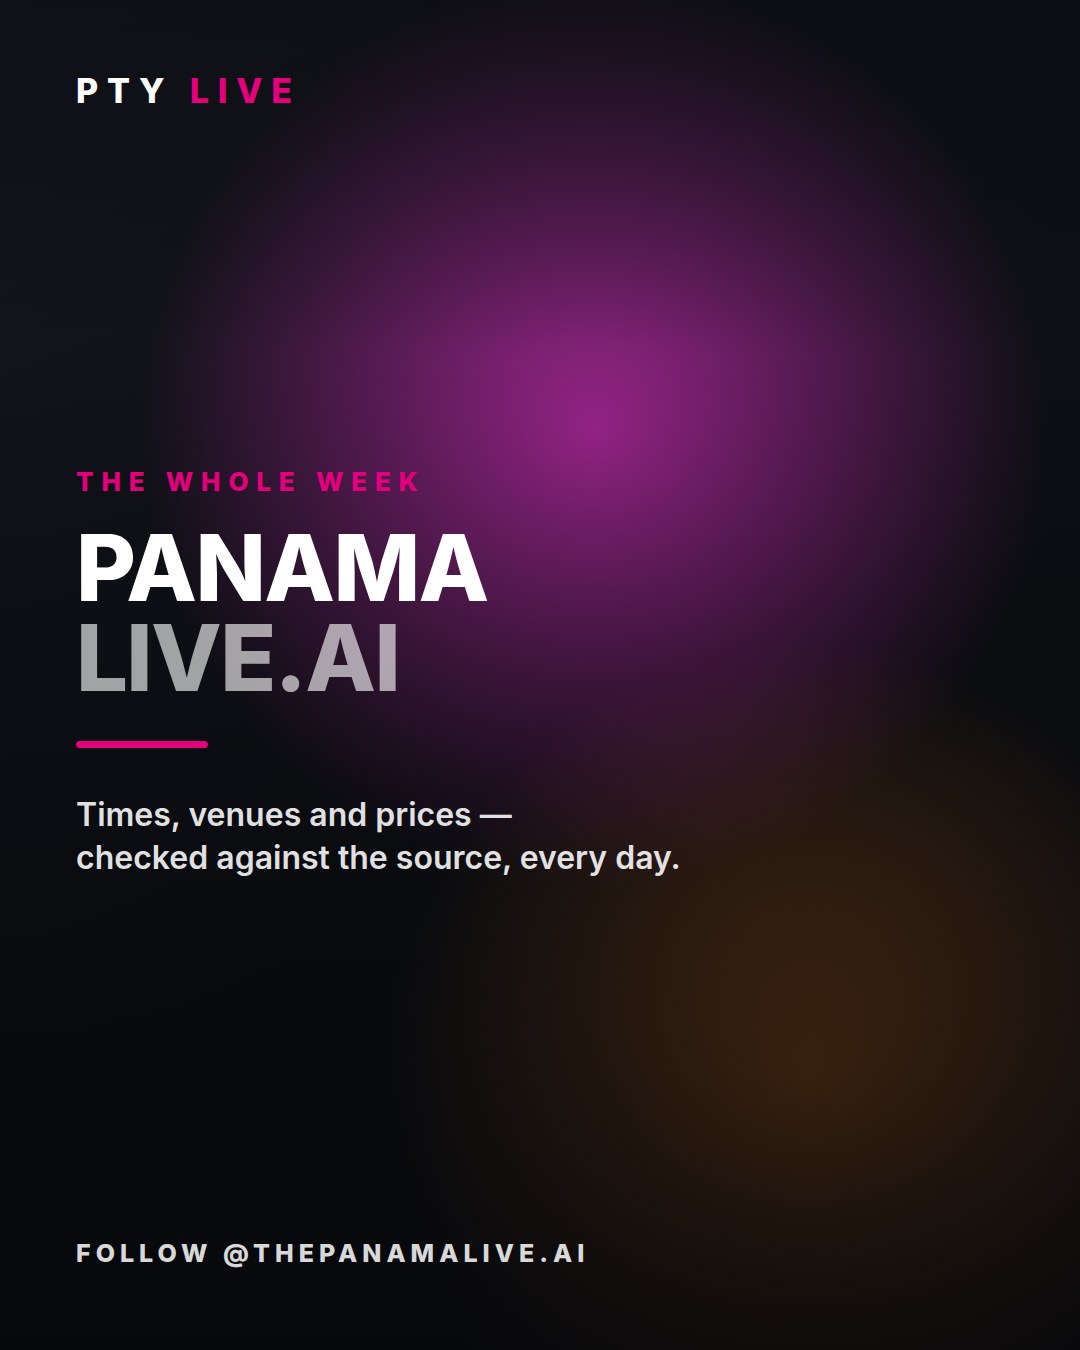 PTY LIVE
THE WHOLE WEEK
PANAMA
LIVE.AI
Times, venues and prices —
checked against the source, every day.
FOLLOW @THEPANAMALIVE.AI